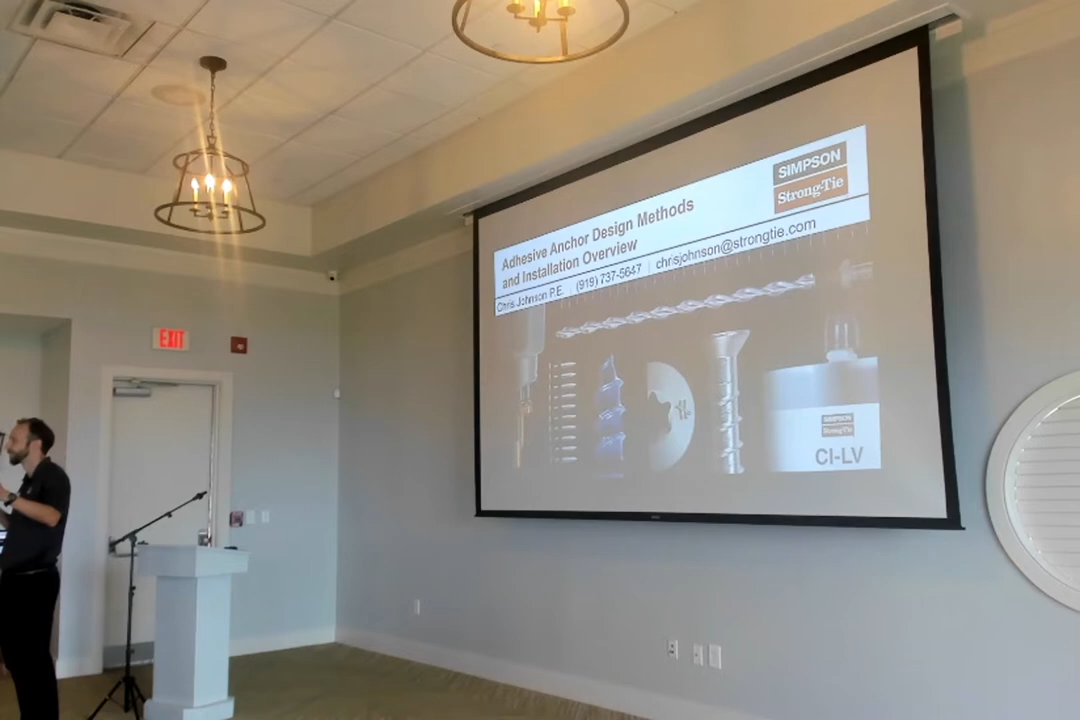 EXIT
SIMPSON
Strong-Tie
Adhesive Anchor Design Methods
and Installation Overview
Chris Johnson P.E. | (919) 737-5647 | chrisjohnson@strongtie.com
SIMPSON
Strong-Tie
CI-LV